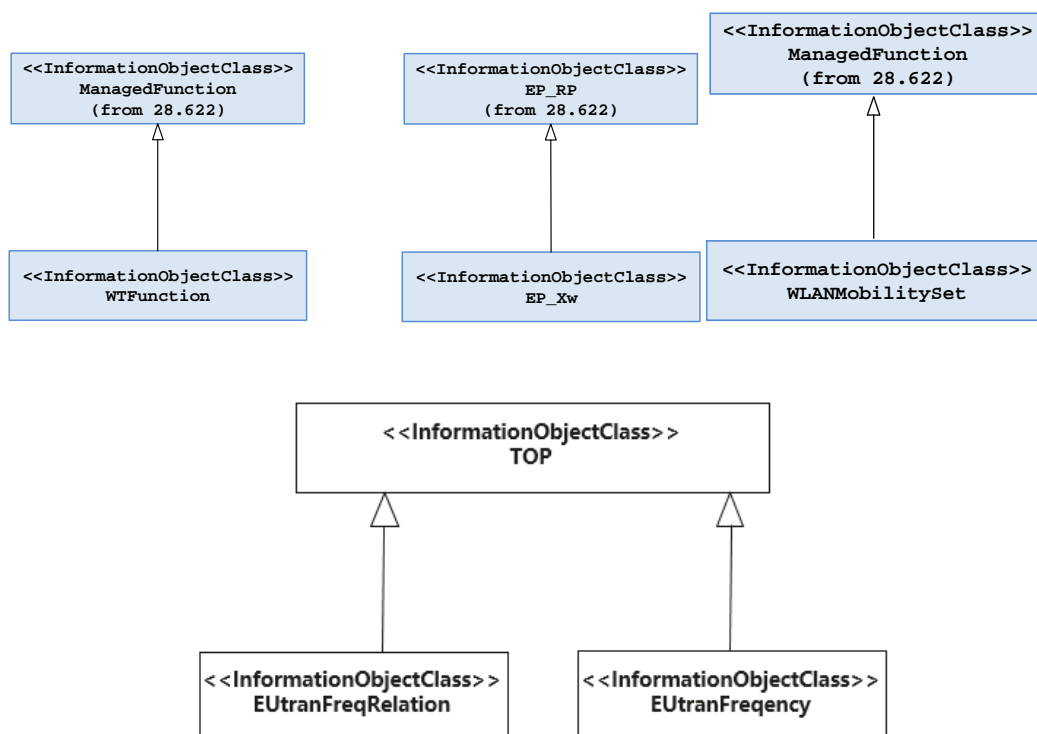 <<InformationObjectClass>>
ManagedFunction
(from 28.622)
<<InformationObjectClass>>
EP_RP
(from 28.622)
<<InformationObjectClass>>
ManagedFunction
(from 28.622)
<<InformationObjectClass>>
WTFunction
<<InformationObjectClass>>
EP_Xw
<<InformationObjectClass>>
WLANMobilitySet
<<InformationObjectClass>>
TOP
<<InformationObjectClass>>
EUtranFreqRelation
<<InformationObjectClass>>
EUtranFreqency